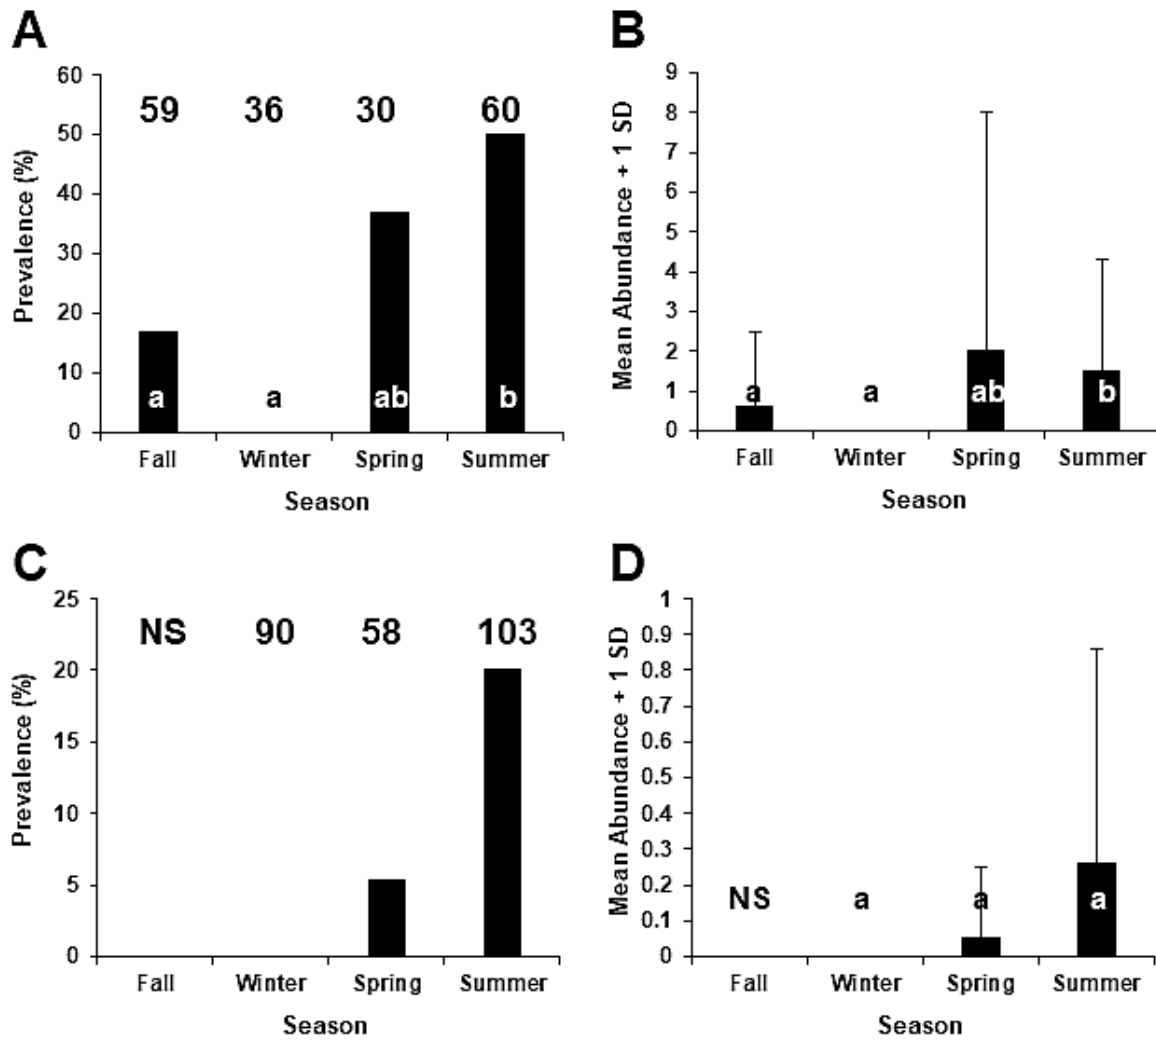 A
60
50
40
30
20
10
0
Prevalence (%)
59 36 30 60
a a ab b
Fall Winter Spring Summer
Season
B
9
8
7
6
5
4
3
2
1
0
Mean Abundance + 1 SD
a a ab b
Fall Winter Spring Summer
Season
C
25
20
15
10
5
0
Prevalence (%)
NS 90 58 103
Fall Winter Spring Summer
Season
D
1
0.9
0.8
0.7
0.6
0.5
0.4
0.3
0.2
0.1
0
Mean Abundance + 1 SD
NS a a a
Fall Winter Spring Summer
Season